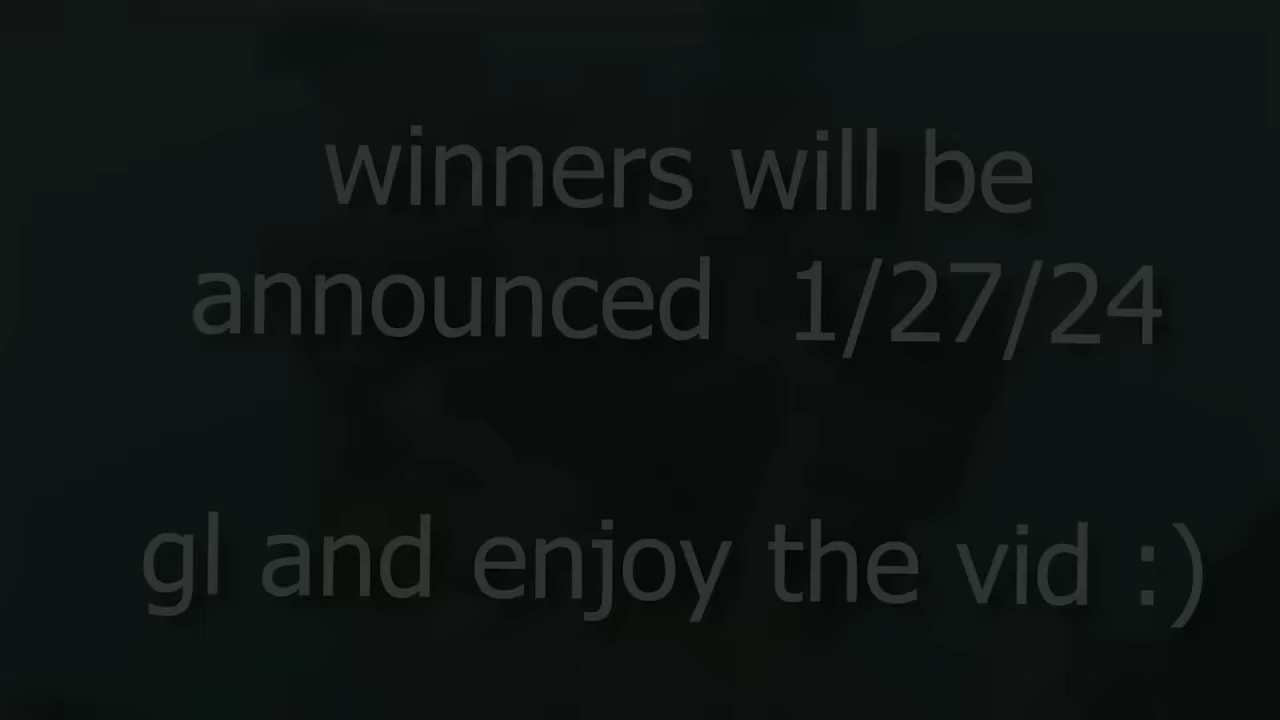 winners will be
announced 1/27/24
gl and enjoy the vid :)